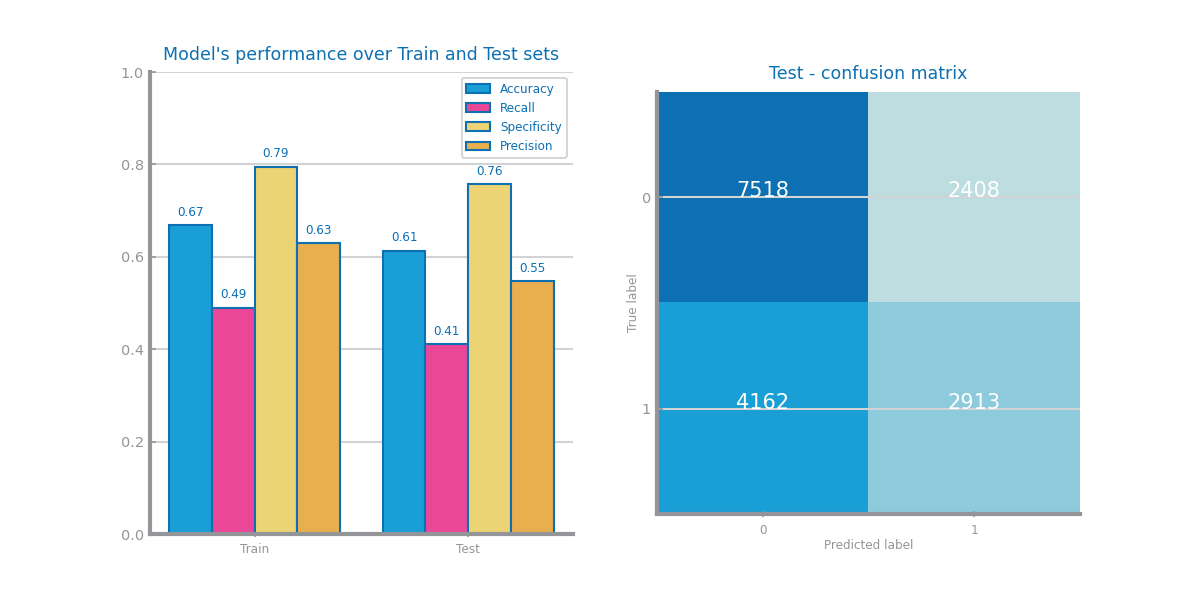 Model's performance over Train and Test sets
1.0
0.8
0.6
0.4
0.2
0.0
Accuracy
Recall
Specificity
Precision
0.67
0.49
0.79
0.63
0.61
0.41
0.76
0.55
Train
Test
Test - confusion matrix
True label
0
1
7518
2408
4162
2913
0
1
Predicted label